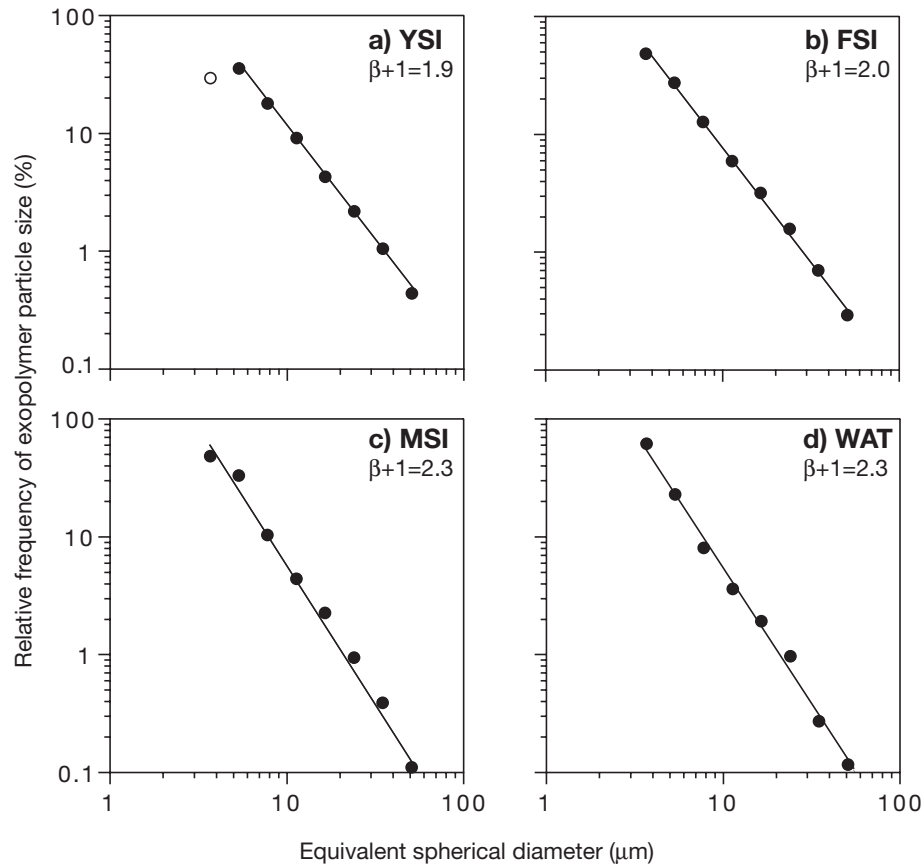 Relative frequency of exopolymer particle size (%)
100
10
1
0.1
a) YSI
β+1=1.9
b) FSI
β+1=2.0
100
10
1
0.1
c) MSI
β+1=2.3
d) WAT
β+1=2.3
1 10 100
1 10 100
Equivalent spherical diameter (μm)